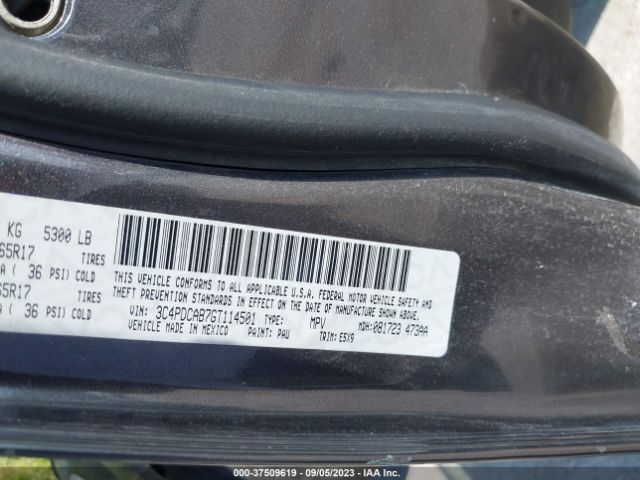 KG 5300 LB
65R17 TIRES
A ( 36 PSI) COLD
65R17 TIRES
A ( 36 PSI) COLD
THIS VEHICLE CONFORMS TO ALL APPLICABLE U.S.A. FEDERAL MOTOR VEHICLE SAFETY AND
THEFT PREVENTION STANDARDS IN EFFECT ON THE DATE OF MANUFACTURE SHOWN ABOVE.
VIN: 3C4PDCAB7GT114501 TYPE: MPV MDH: 081723 473AA
VEHICLE MADE IN MEXICO PAINT: PAU TRIM: E5X9
00-37509619 - 09/05/2023 - IAA Inc.